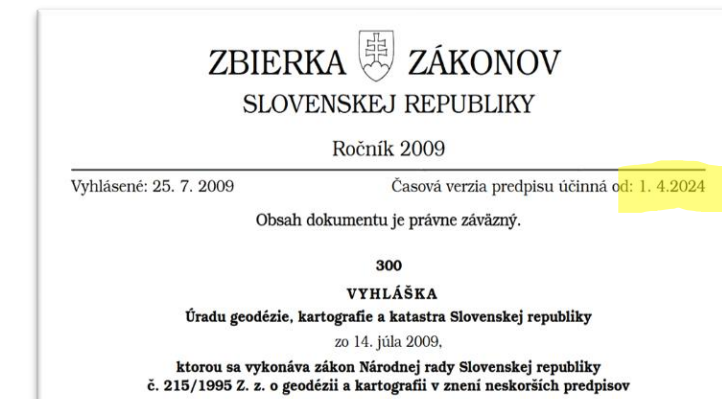 ZBIERKA ZÁKONOV
SLOVENSKEJ REPUBLIKY
Ročník 2009
Vyhlásené: 25. 7. 2009 Časová verzia predpisu účinná od: 1. 4.2024
Obsah dokumentu je právne záväzný.
300
VYHLÁŠKA
Úradu geodézie, kartografie a katastra Slovenskej republiky
zo 14. júla 2009,
ktorou sa vykonáva zákon Národnej rady Slovenskej republiky
č. 215/1995 Z. z. o geodézii a kartografii v znení neskorších predpisov